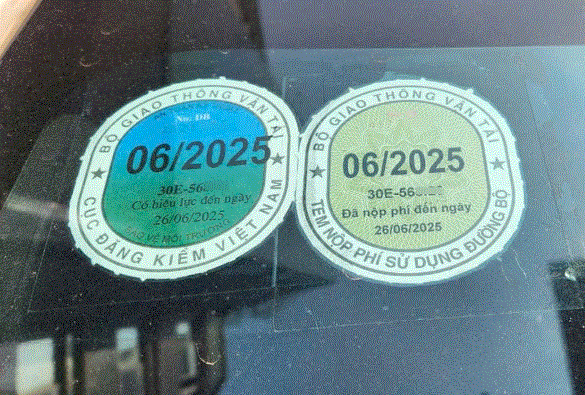 BỘ GIAO THÔNG VẬN TẢI
No: DB
06/2025
30E-56
Có hiệu lực đến ngày
26/06/2025
CỤC ĐĂNG KIỂM VIỆT NAM
BỘ GIAO THÔNG VẬN TẢI
06/2025
30E-56
Đã nộp phí đến ngày
26/06/2025
TEM NỘP PHÍ SỬ DỤNG ĐƯỜNG BỘ